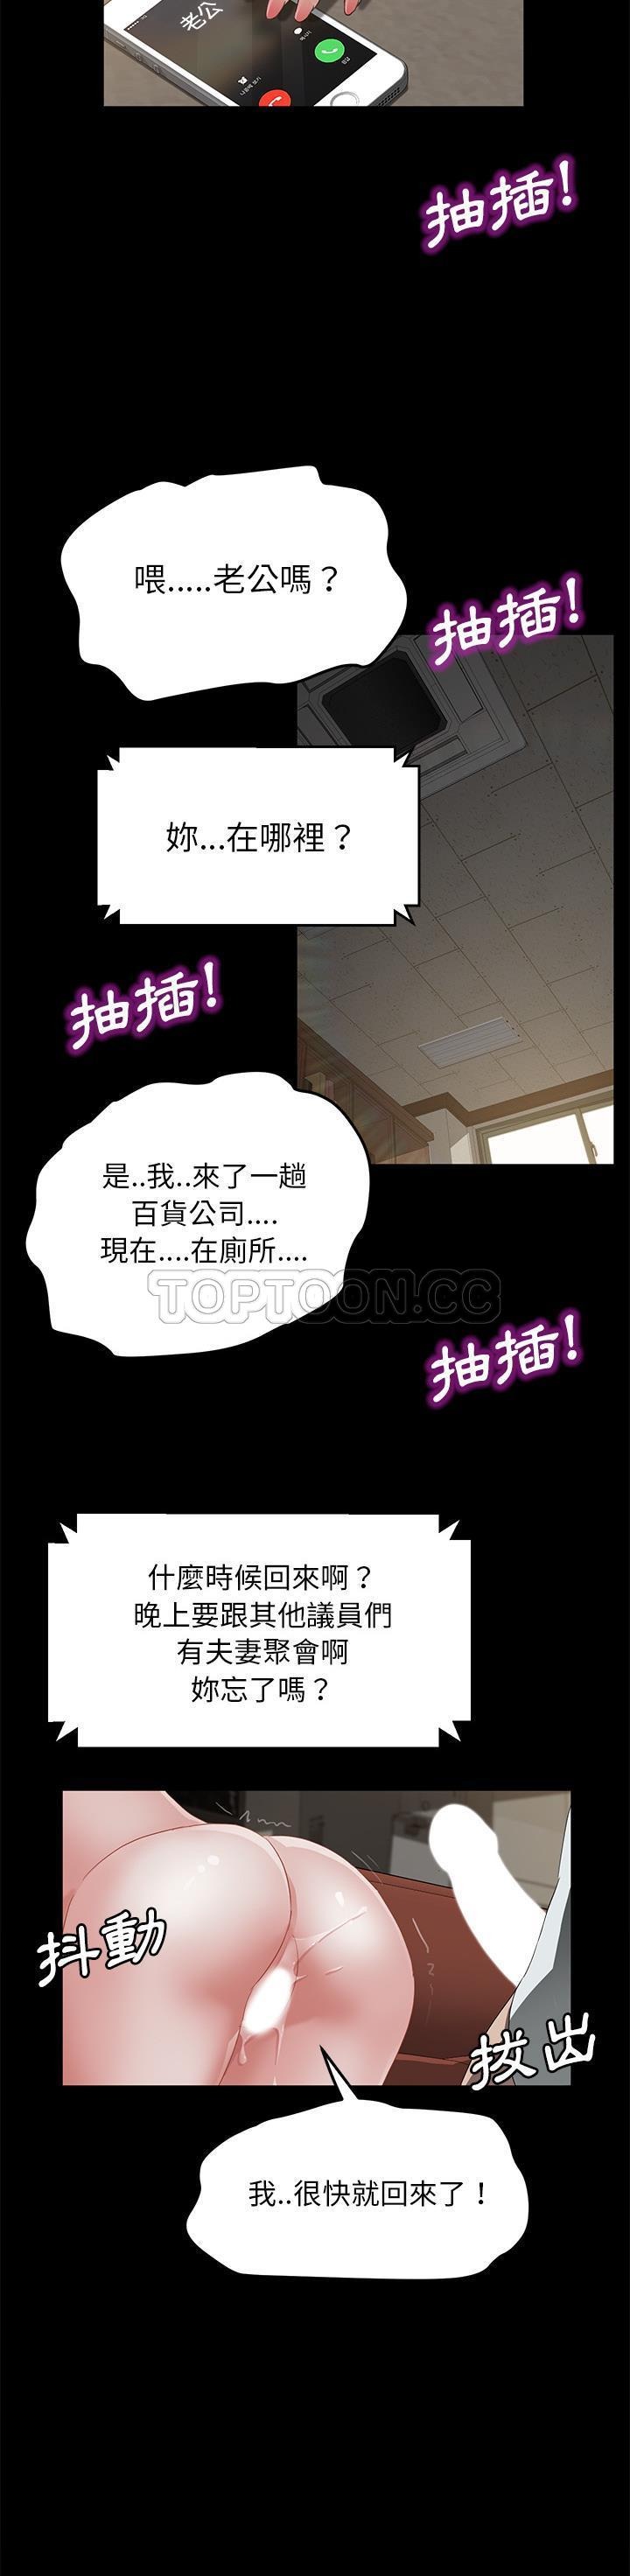 老公
抽插!
喂.....老公嗎？
抽插!
妳...在哪裡？
抽插!
是..我..來了一趟
百貨公司....
現在....在廁所....
TOPTOON.CC
抽插!
什麼時候回來啊？
晚上要跟其他議員們
有夫妻聚會啊
妳忘了嗎？
抖動
拔出
我..很快就回來了！